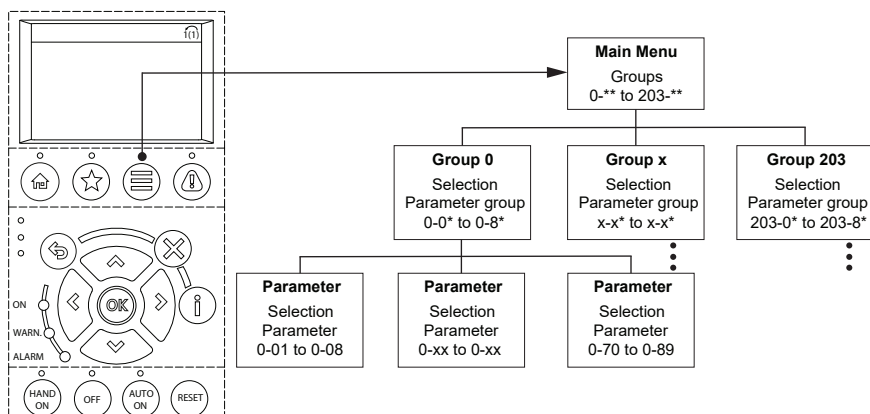 1(1)
Main Menu
Groups
0-** to 203-**
Group 0
Selection
Parameter group
0-0* to 0-8*
Group x
Selection
Parameter group
x-x* to x-x*
Group 203
Selection
Parameter group
203-0* to 203-8*
Parameter
Selection
Parameter
0-01 to 0-08
Parameter
Selection
Parameter
0-xx to 0-xx
Parameter
Selection
Parameter
0-70 to 0-89
OK
i
ON
WARN.
ALARM
HAND
ON
OFF
AUTO
ON
RESET